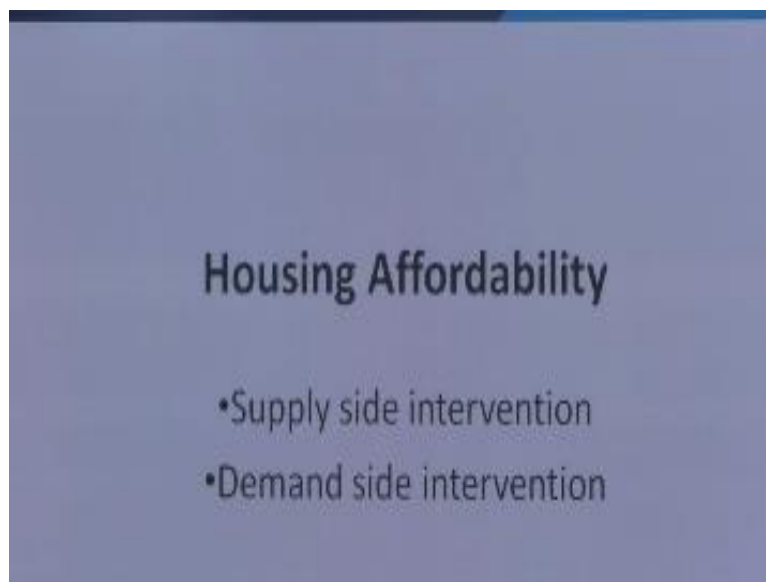 Housing Affordability
•Supply side intervention
•Demand side intervention